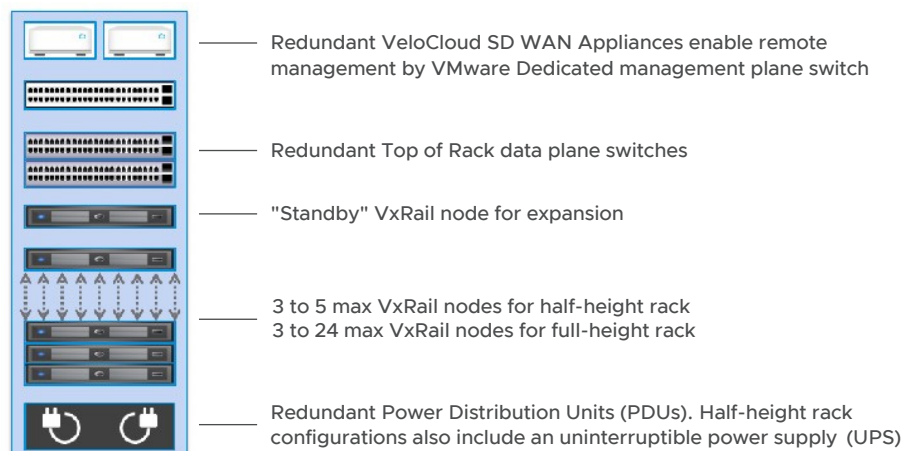 Redundant VeloCloud SD WAN Appliances enable remote
management by VMware Dedicated management plane switch
Redundant Top of Rack data plane switches
"Standby" VxRail node for expansion
3 to 5 max VxRail nodes for half-height rack
3 to 24 max VxRail nodes for full-height rack
Redundant Power Distribution Units (PDUs). Half-height rack
configurations also include an uninterruptible power supply (UPS)